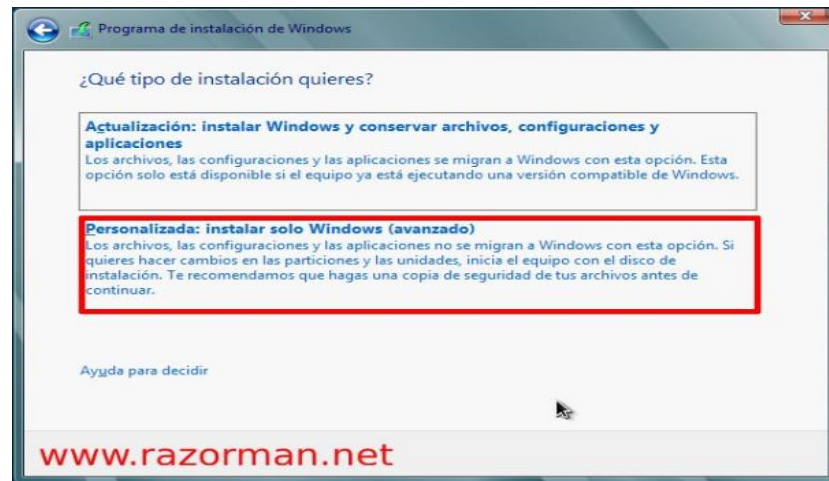 Programa de instalación de Windows
¿Qué tipo de instalación quieres?
Actualización: instalar Windows y conservar archivos, configuraciones y
aplicaciones
Los archivos, las configuraciones y las aplicaciones se migran a Windows con esta opción. Esta
opción solo está disponible si el equipo ya está ejecutando una versión compatible de Windows.
Personalizada: instalar solo Windows (avanzado)
Los archivos, las configuraciones y las aplicaciones no se migran a Windows con esta opción. Si
quieres hacer cambios en las particiones y las unidades, inicia el equipo con el disco de
instalación. Te recomendamos que hagas una copia de seguridad de tus archivos antes de
continuar.
Ayuda para decidir
www.razorman.net